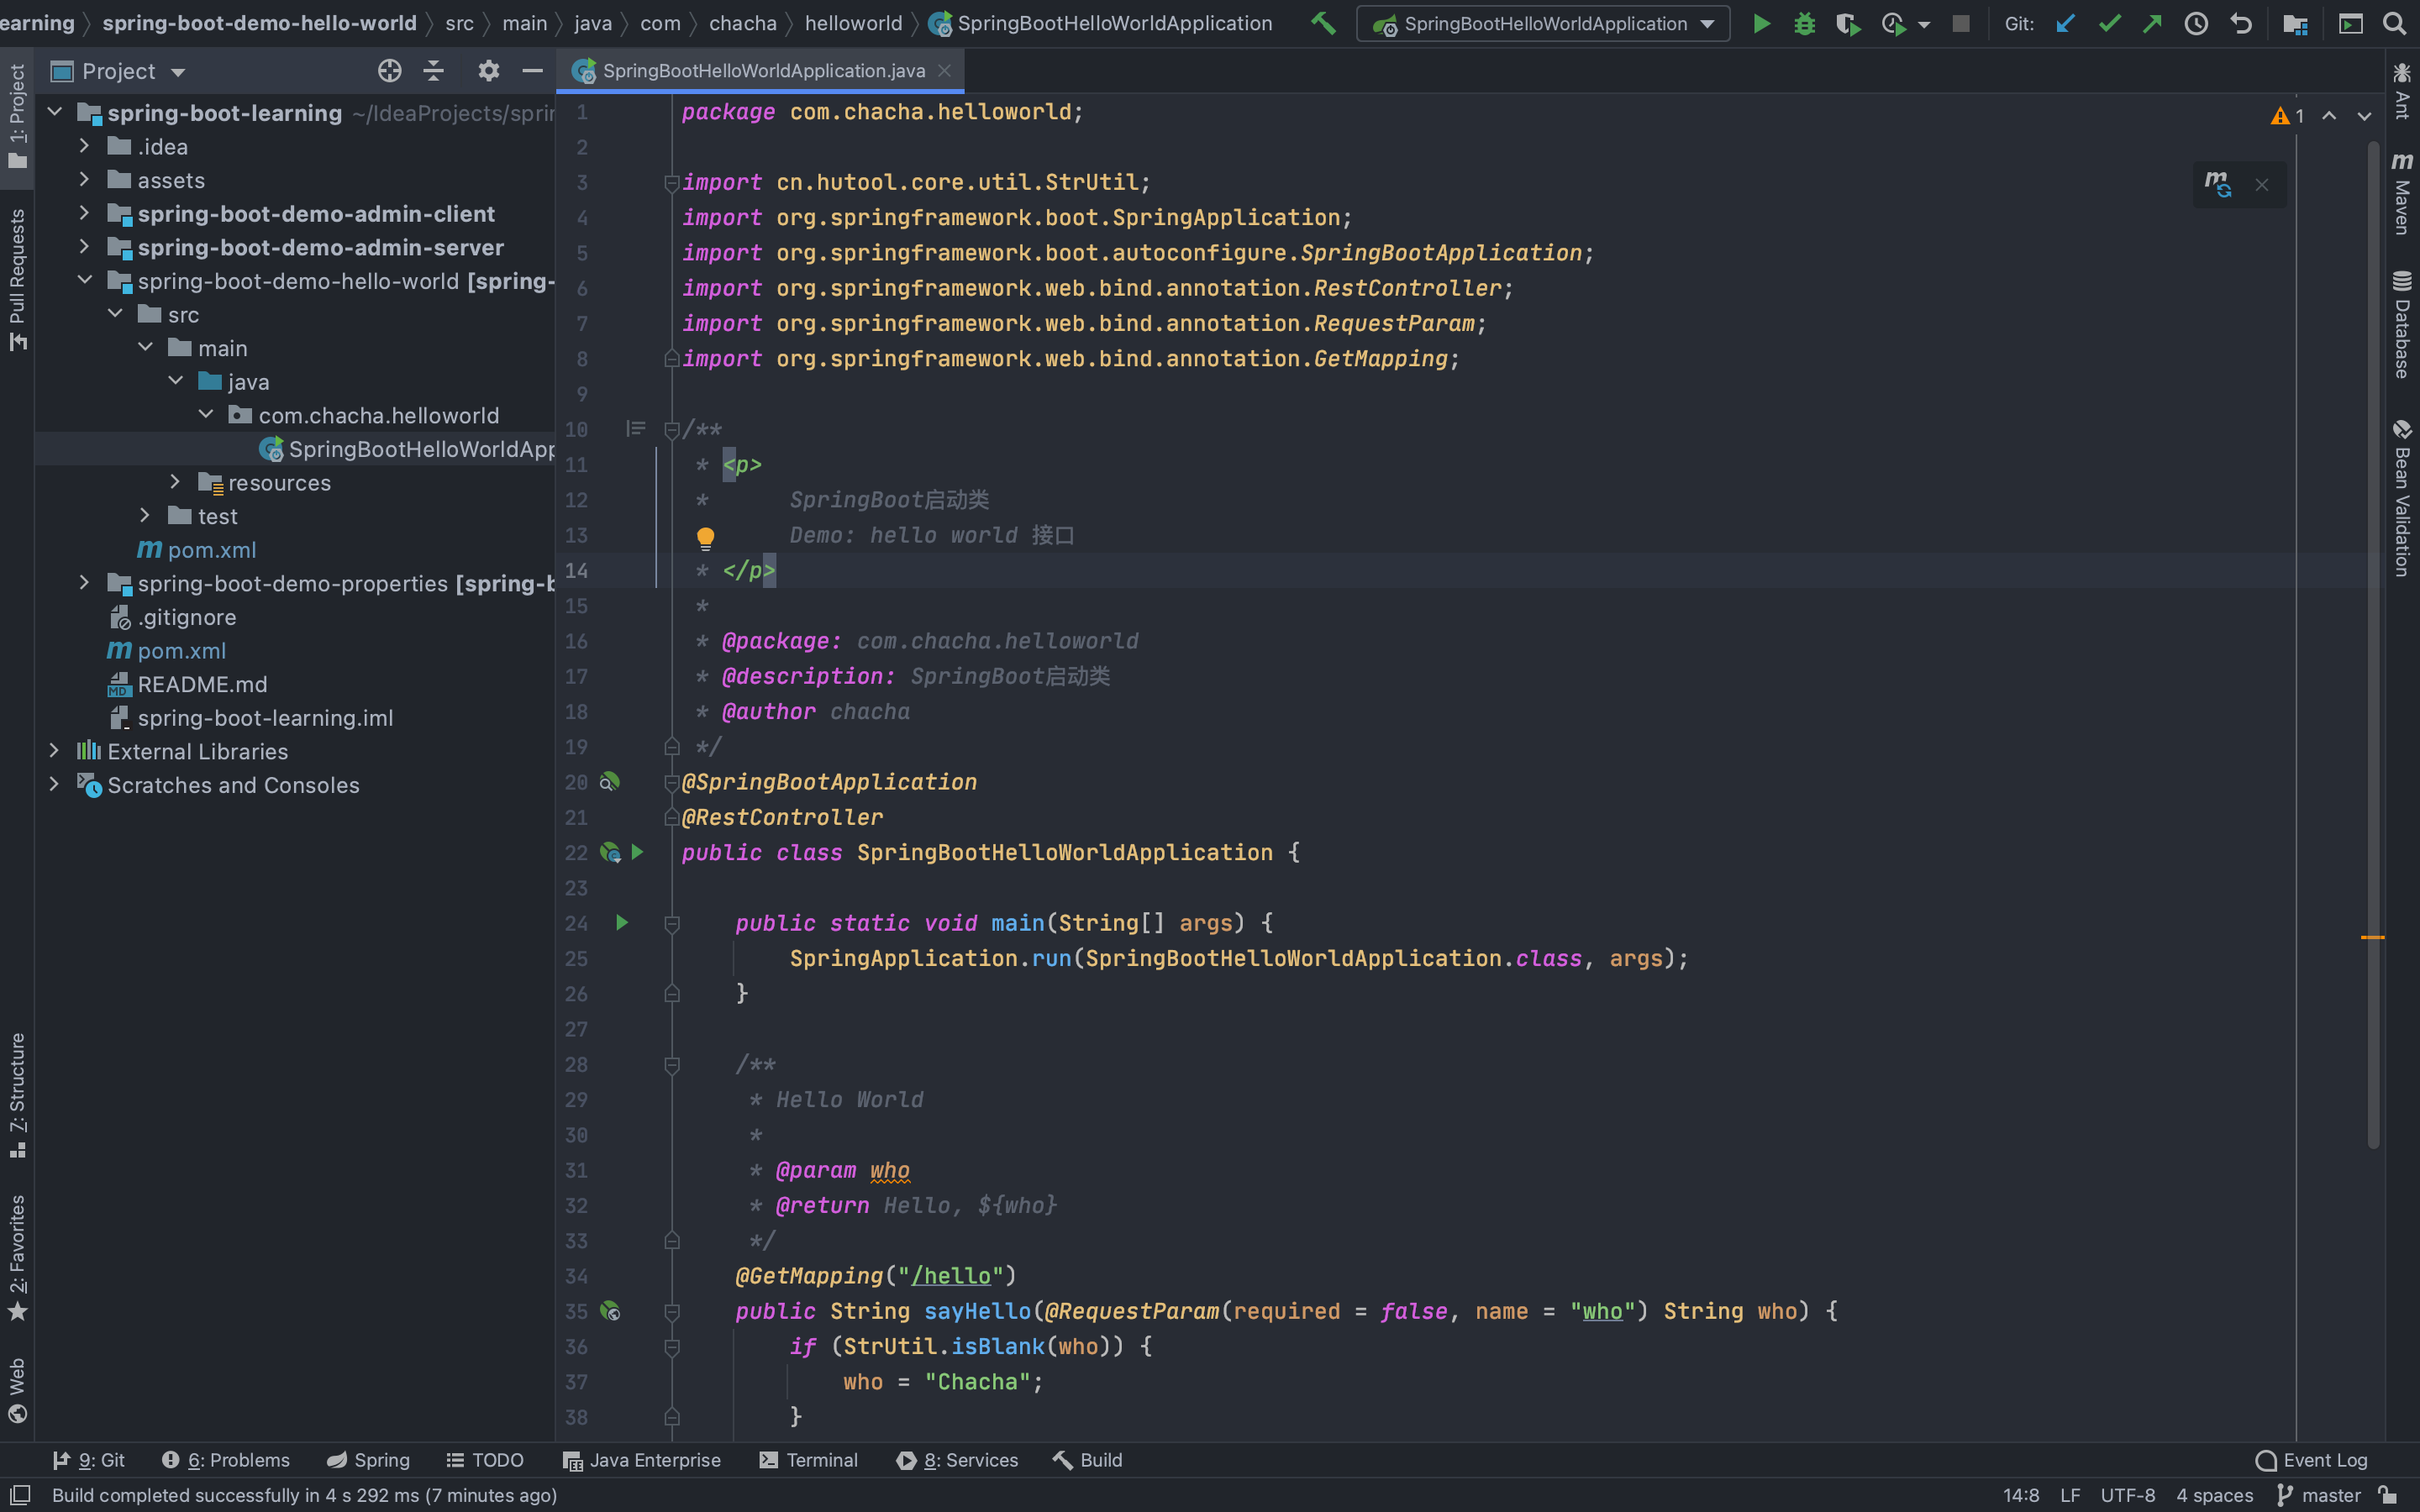 earning 〉 spring-boot-demo-hello-world 〉 src 〉 main 〉 java 〉 com 〉 chacha 〉 helloworld 〉 SpringBootHelloWorldApplication
SpringBootHelloWorldApplication
Git:
1: Project
Pull Requests
7: Structure
2: Favorites
Web
Project
spring-boot-learning ~/IdeaProjects/sprin
.idea
assets
spring-boot-demo-admin-client
spring-boot-demo-admin-server
spring-boot-demo-hello-world [spring-
src
main
java
com.chacha.helloworld
SpringBootHelloWorldApp
resources
test
pom.xml
spring-boot-demo-properties [spring-b
.gitignore
pom.xml
README.md
spring-boot-learning.iml
External Libraries
Scratches and Consoles
SpringBootHelloWorldApplication.java
1
1 package com.chacha.helloworld;
2
3 import cn.hutool.core.util.StrUtil;
4 import org.springframework.boot.SpringApplication;
5 import org.springframework.boot.autoconfigure.SpringBootApplication;
6 import org.springframework.web.bind.annotation.RestController;
7 import org.springframework.web.bind.annotation.RequestParam;
8 import org.springframework.web.bind.annotation.GetMapping;
9
10 /**
11 * <p>
12 * SpringBoot启动类
13 Demo: hello world 接口
14 * </p>
15 *
16 * @package: com.chacha.helloworld
17 * @description: SpringBoot启动类
18 * @author chacha
19 */
20 @SpringBootApplication
21 @RestController
22 public class SpringBootHelloWorldApplication {
23
24 public static void main(String[] args) {
25 SpringApplication.run(SpringBootHelloWorldApplication.class, args);
26 }
27
28 /**
29 * Hello World
30 *
31 * @param who
32 * @return Hello, ${who}
33 */
34 @GetMapping("/hello")
35 public String sayHello(@RequestParam(required = false, name = "who") String who) {
36 if (StrUtil.isBlank(who)) {
37 who = "Chacha";
38 }
Ant
Maven
Database
Bean Validation
9: Git 6: Problems Spring TODO Java Enterprise Terminal 8: Services Build Event Log
Build completed successfully in 4 s 292 ms (7 minutes ago) 14:8 LF UTF-8 4 spaces master